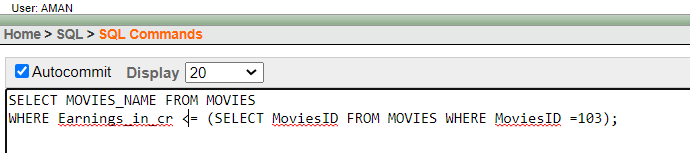 User: AMAN
Home > SQL > SQL Commands
Autocommit Display 20
SELECT MOVIES_NAME FROM MOVIES
WHERE Earnings_in_cr <= (SELECT MoviesID FROM MOVIES WHERE MoviesID =103);